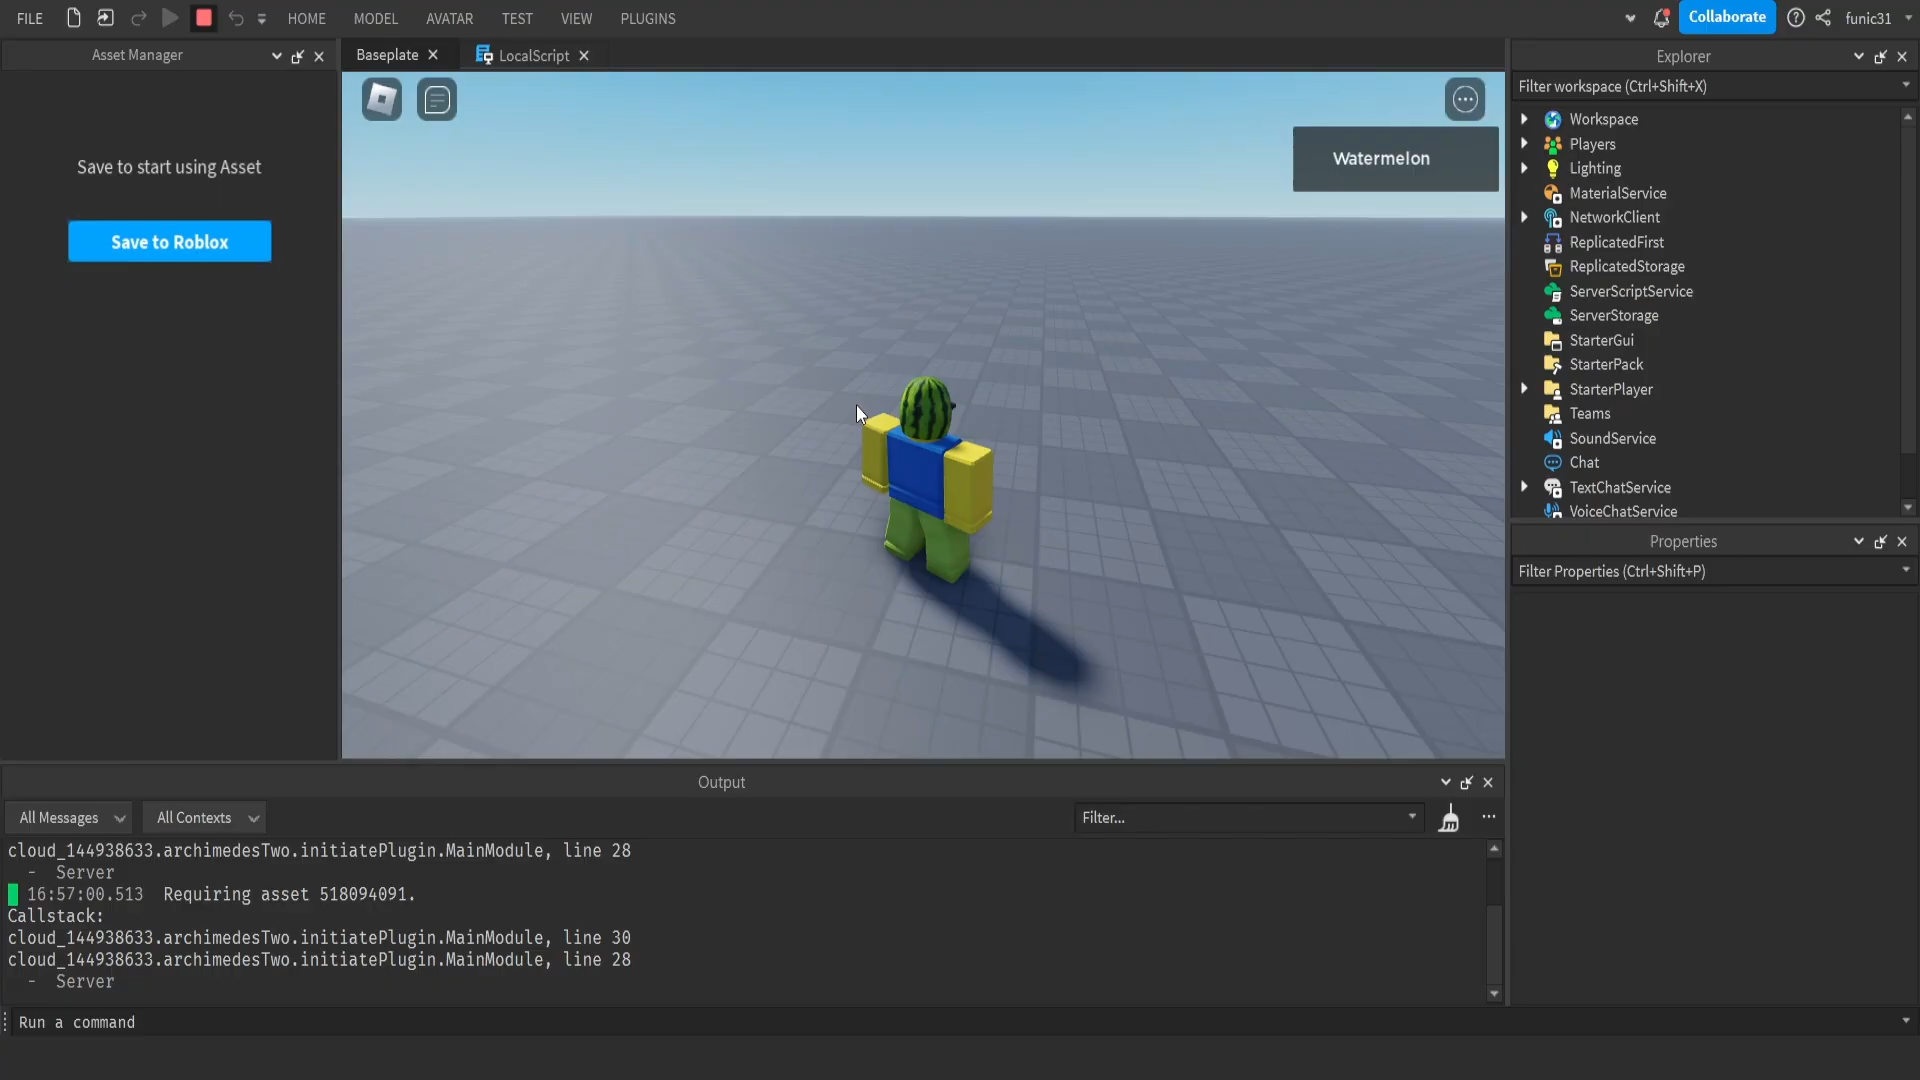 FILE
HOME
MODEL
AVATAR
TEST
VIEW
PLUGINS
Collaborate
funic31
Asset Manager
Save to start using Asset
Save to Roblox
Baseplate
LocalScript
Watermelon
Explorer
Filter workspace (Ctrl+Shift+X)
Workspace
Players
Lighting
MaterialService
NetworkClient
ReplicatedFirst
ReplicatedStorage
ServerScriptService
ServerStorage
StarterGui
StarterPack
StarterPlayer
Teams
SoundService
Chat
TextChatService
VoiceChatService
Properties
Filter Properties (Ctrl+Shift+P)
Output
All Messages
All Contexts
Filter...
cloud_144938633.archimedesTwo.initiatePlugin.MainModule, line 28
- Server
16:57:00.513 Requiring asset 518094091.
Callstack:
cloud_144938633.archimedesTwo.initiatePlugin.MainModule, line 30
cloud_144938633.archimedesTwo.initiatePlugin.MainModule, line 28
- Server
Run a command